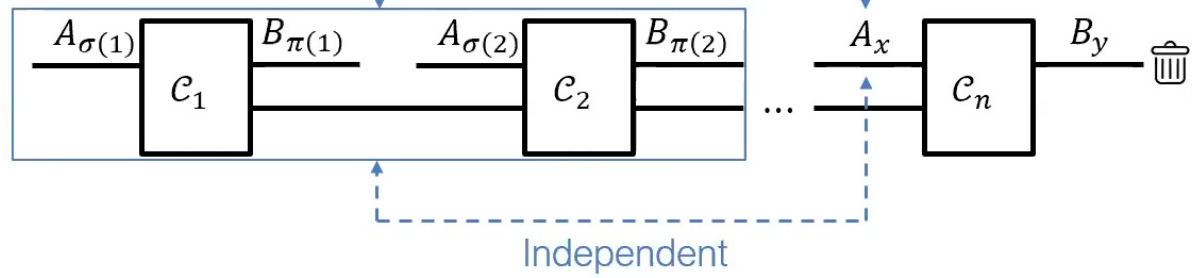 A_{σ(1)} B_{π(1)} A_{σ(2)} B_{π(2)} A_x B_y
𝒞_1 𝒞_2 ... 𝒞_n
Independent